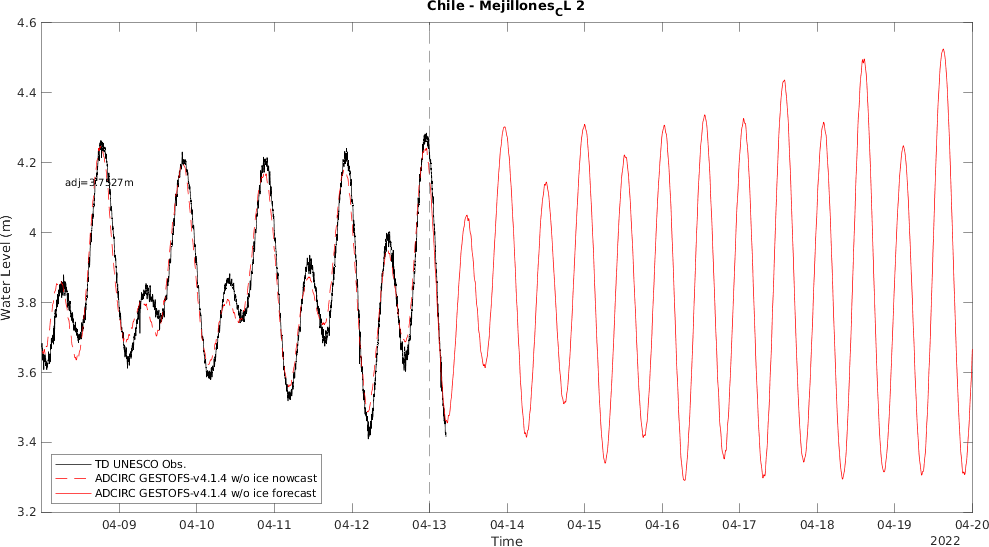 Chile - Mejillones_CL 2
4.6
4.4
4.2
4
3.8
3.6
3.4
3.2
Water Level (m)
adj=3.7527m
TD UNESCO Obs.
ADCIRC GESTOFS-v4.1.4 w/o ice nowcast
ADCIRC GESTOFS-v4.1.4 w/o ice forecast
04-09 04-10 04-11 04-12 04-13 04-14 04-15 04-16 04-17 04-18 04-19 04-20
Time
2022